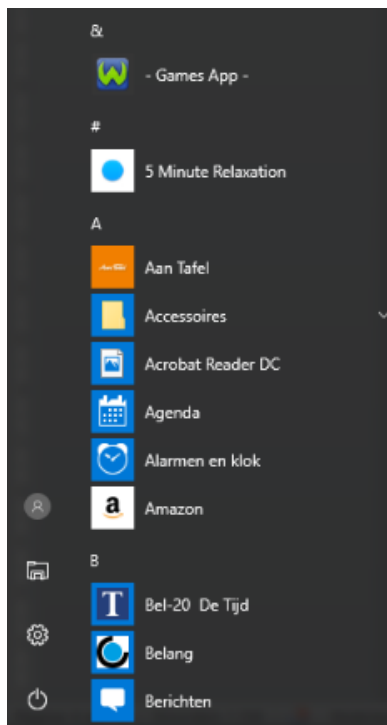 &
- Games App -
#
5 Minute Relaxation
A
Aan Tafel
Accessoires
Acrobat Reader DC
Agenda
Alarmen en klok
a Amazon
B
T Bel-20 De Tijd
Belang
Berichten